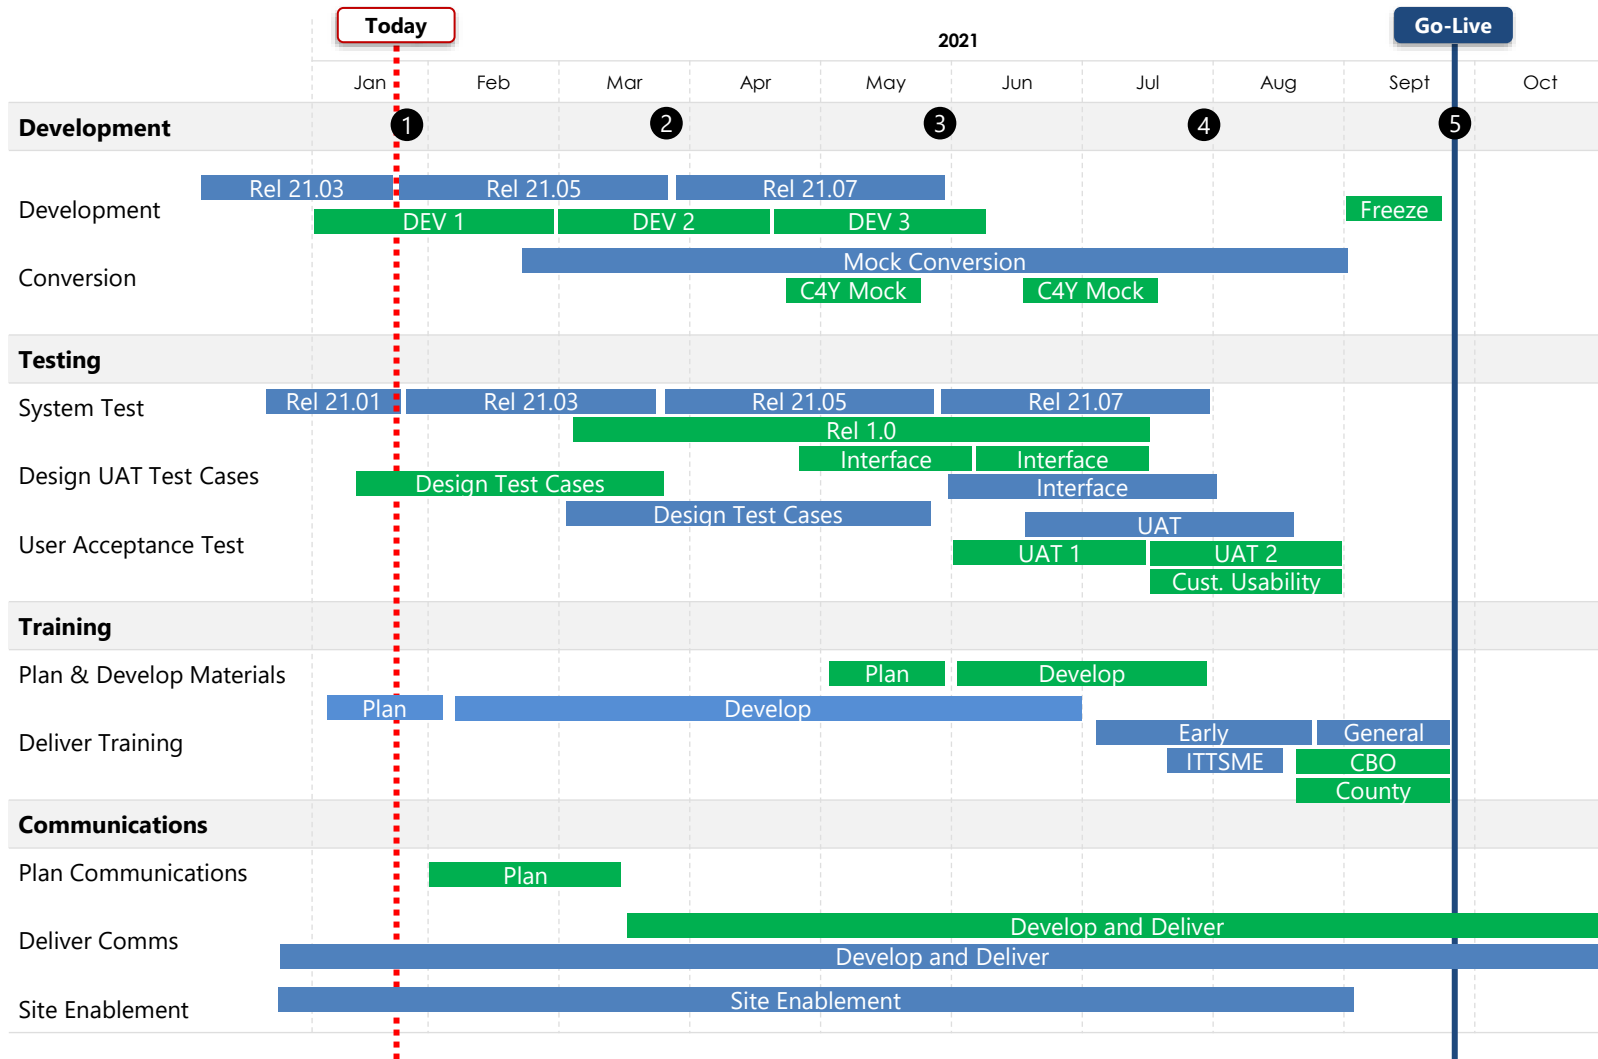 Today
Go-Live
2021
Jan Feb Mar Apr May Jun Jul Aug Sept Oct
Development 1 2 3 4 5
Rel 21.03 Rel 21.05 Rel 21.07
Development
Freeze
DEV 1 DEV 2 DEV 3
Mock Conversion
Conversion
C4Y Mock C4Y Mock
Testing
Rel 21.01 Rel 21.03 Rel 21.05 Rel 21.07
System Test
Rel 1.0
Interface Interface
Design UAT Test Cases
Design Test Cases
Interface
Design Test Cases
UAT
User Acceptance Test
UAT 1 UAT 2
Cust. Usability
Training
Plan & Develop Materials
Plan Develop
Plan Develop
Deliver Training
Early General
ITTSME CBO
County
Communications
Plan Communications
Plan
Develop and Deliver
Deliver Comms
Develop and Deliver
Site Enablement
Site Enablement